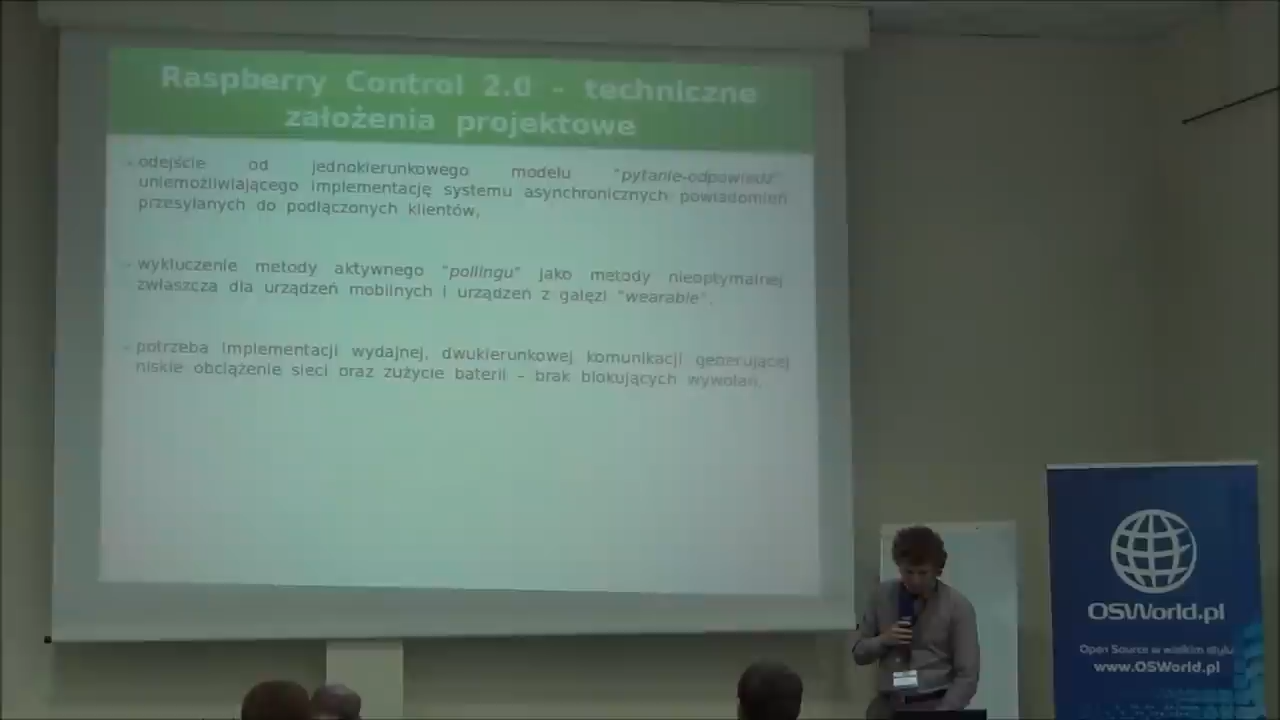 Raspberry Control 2.0 - techniczne
założenia projektowe
- odejście od jednokierunkowego modelu "pytanie-odpowiedź"
uniemożliwiającego implementację systemu asynchronicznych powiadomień
przesyłanych do podłączonych klientów,
- wykluczenie metody aktywnego "pollingu" jako metody nieoptymalnej
zwłaszcza dla urządzeń mobilnych i urządzeń z gałęzi "wearable",
- potrzeba implementacji wydajnej, dwukierunkowej komunikacji generującej
niskie obciążenie sieci oraz zużycie baterii – brak blokujących wywołań.
OSWorld.pl
Open Source w wielkim stylu
www.OSWorld.pl